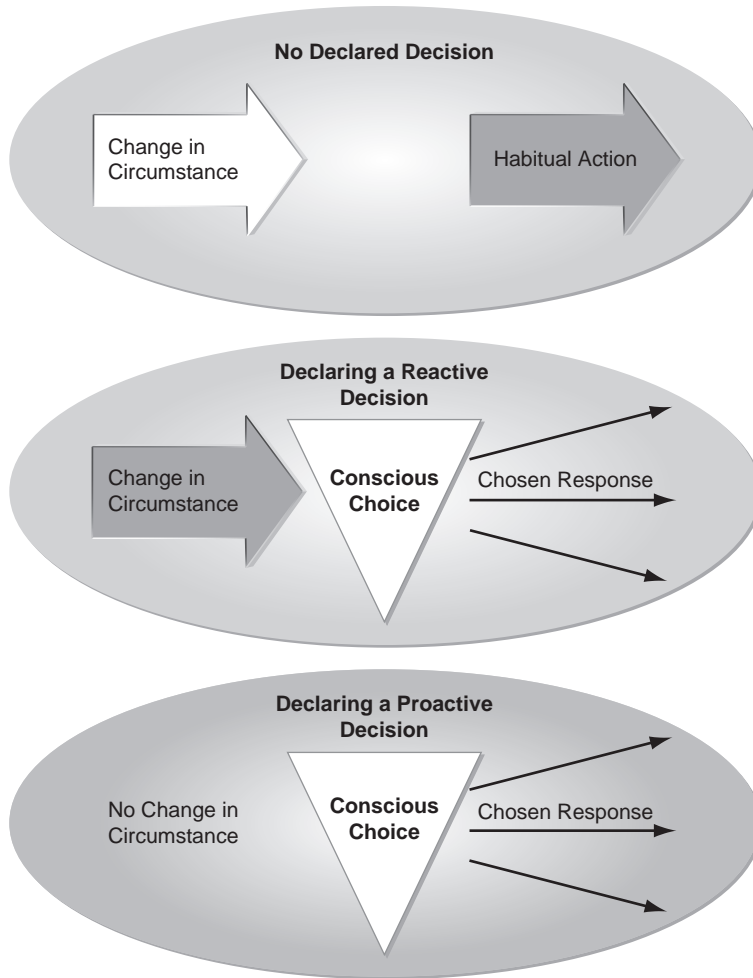 No Declared Decision
Change in
Circumstance
Habitual Action
Declaring a Reactive
Decision
Change in
Circumstance
Conscious
Choice
Chosen Response
Declaring a Proactive
Decision
No Change in
Circumstance
Conscious
Choice
Chosen Response